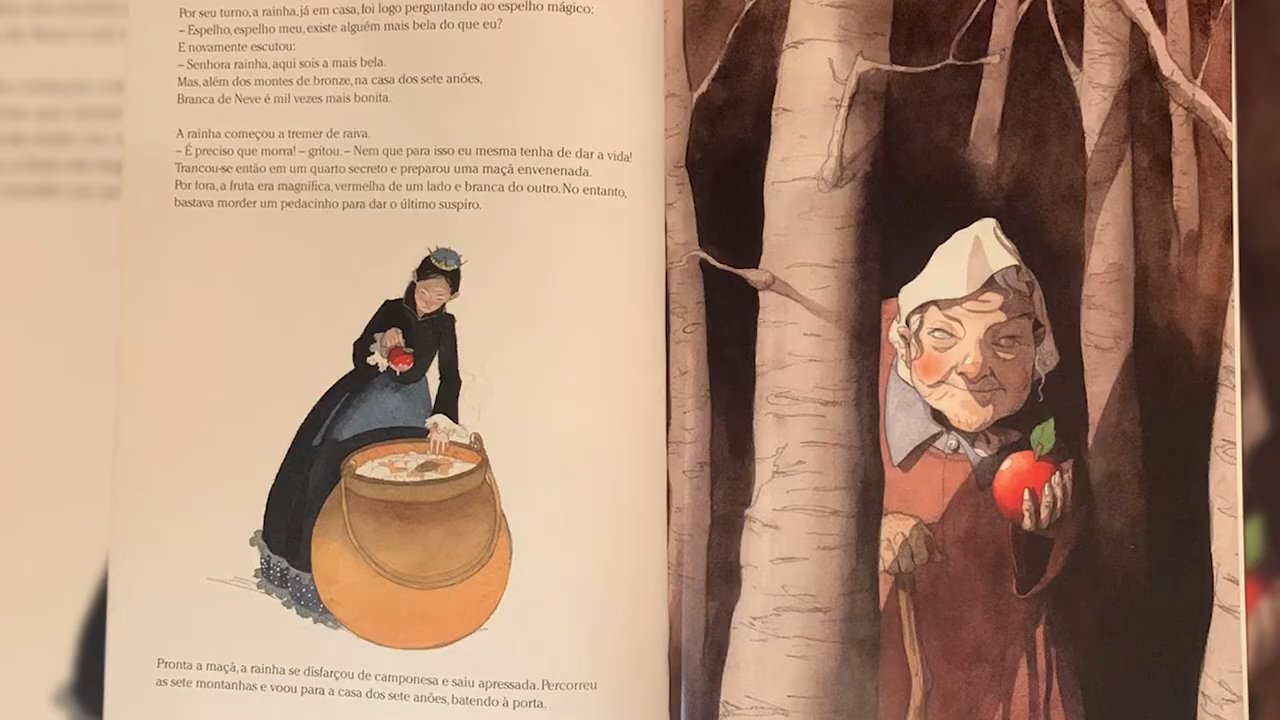 Por seu turno, a rainha, já em casa, foi logo perguntando ao espelho mágico:
– Espelho, espelho meu, existe alguém mais bela do que eu?
E novamente escutou:
– Senhora rainha, aqui sois a mais bela.
Mas, além dos montes de bronze, na casa dos sete anões,
Branca de Neve é mil vezes mais bonita.
A rainha começou a tremer de raiva.
– É preciso que morra! – gritou. – Nem que para isso eu mesma tenha de dar a vida!
Trancou-se então em um quarto secreto e preparou uma maçã envenenada.
Por fora, a fruta era magnífica, vermelha de um lado e branca do outro. No entanto,
bastava morder um pedacinho para dar o último suspiro.
Pronta a maçã, a rainha se disfarçou de camponesa e saiu apressada. Percorreu
as sete montanhas e voou para a casa dos sete anões, batendo à porta.